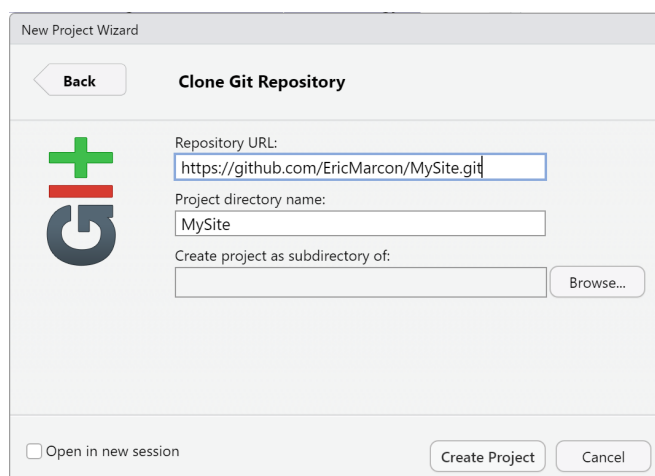 New Project Wizard
Back
Clone Git Repository
Git
Repository URL:
https://github.com/EricMarcon/MySite.git
Project directory name:
MySite
Create project as subdirectory of:
Browse...
Open in new session
Create Project
Cancel